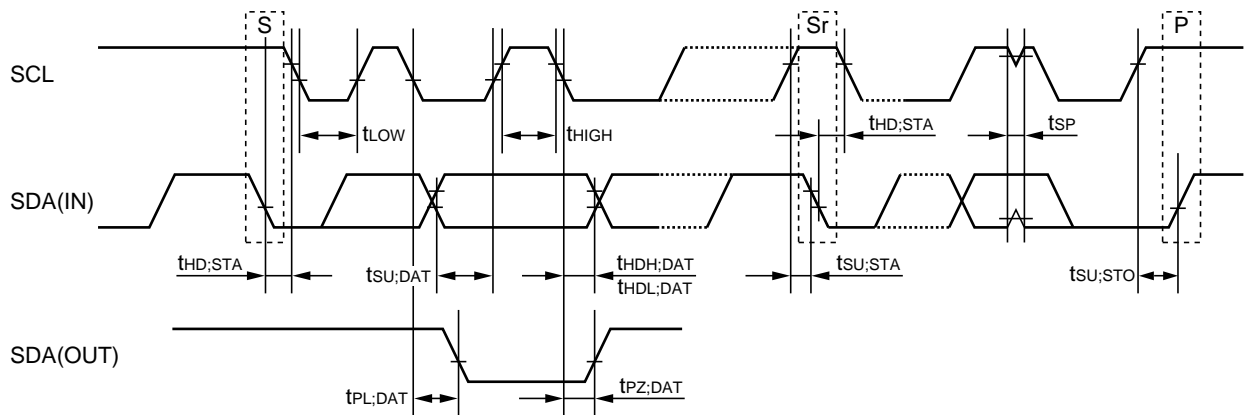 S
Sr
P
SCL
tLOW
tHIGH
tHD;STA
tSP
SDA(IN)
tHD;STA
tSU;DAT
tHDH;DAT
tHDL;DAT
tSU;STA
tSU;STO
SDA(OUT)
tPL;DAT
tPZ;DAT